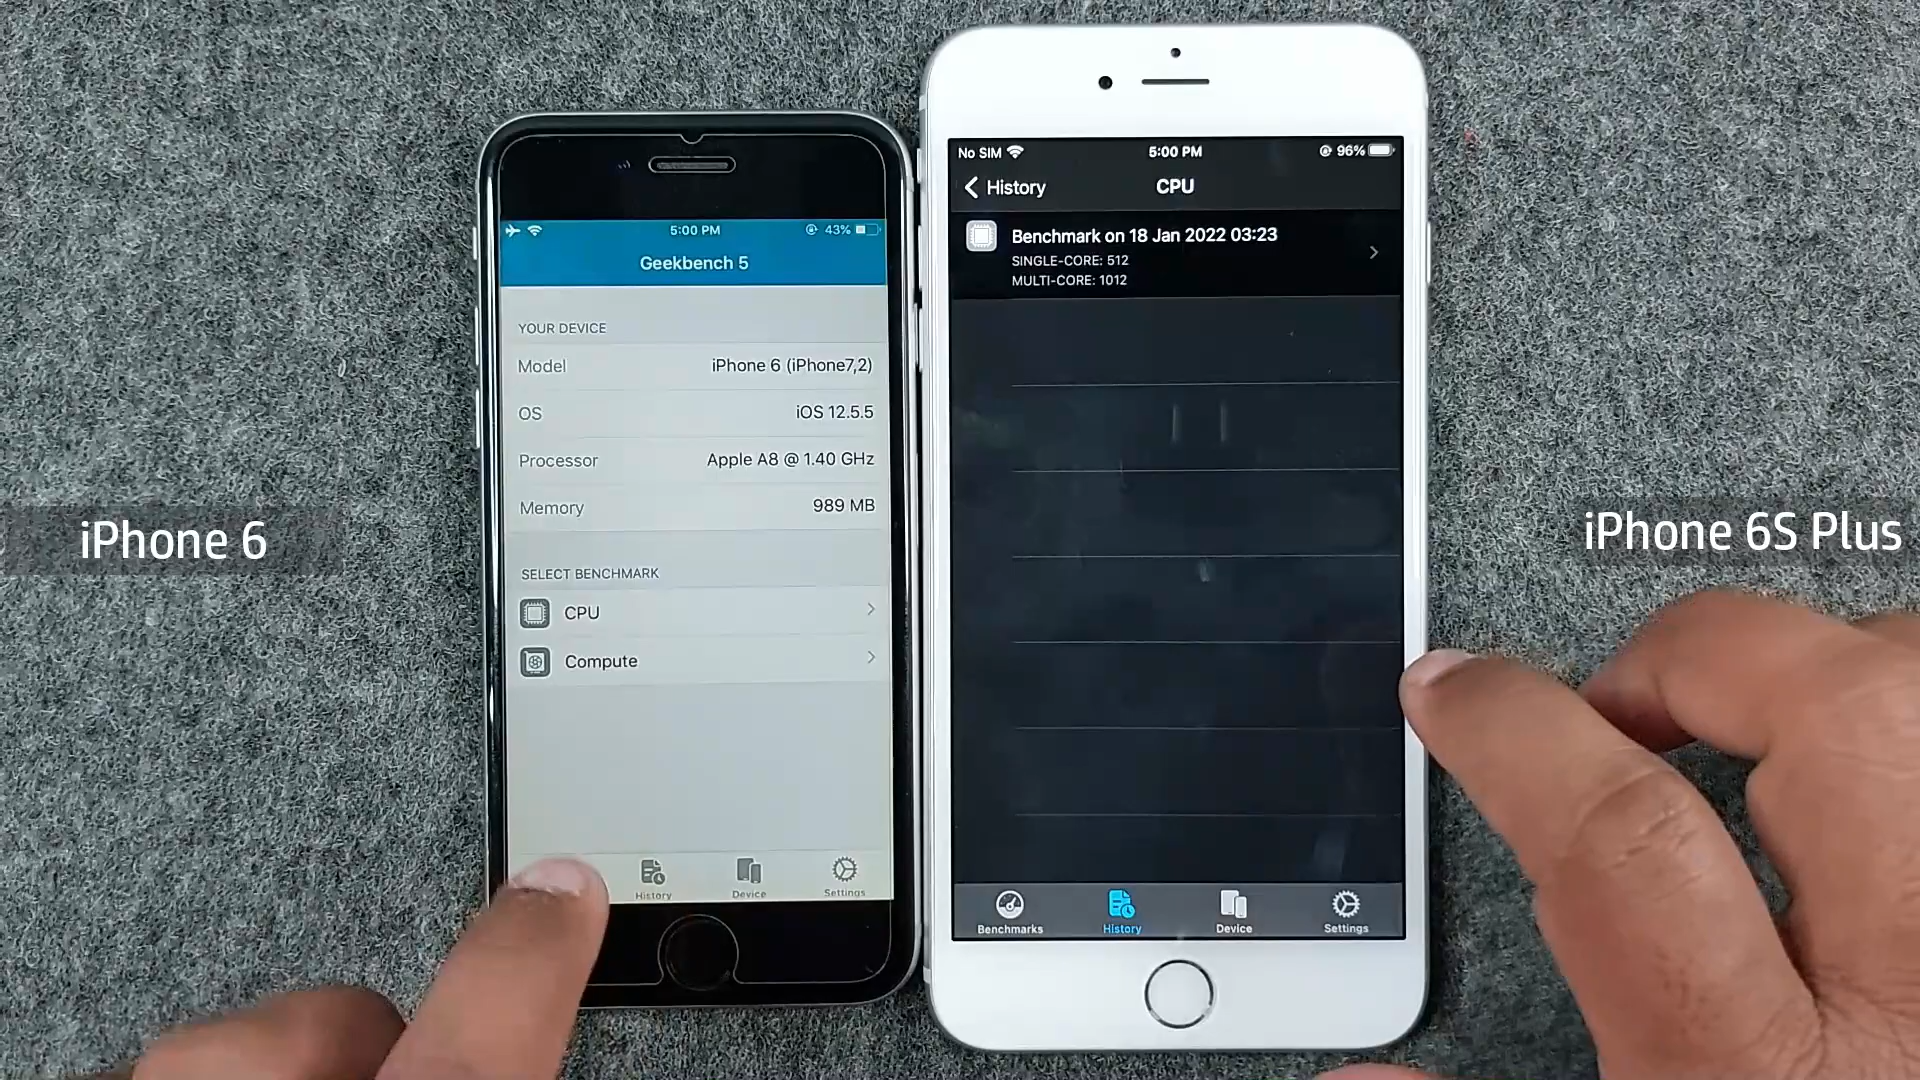 iPhone 6
5:00 PM
43%
Geekbench 5
YOUR DEVICE
Model iPhone 6 (iPhone7,2)
OS iOS 12.5.5
Processor Apple A8 @ 1.40 GHz
Memory 989 MB
SELECT BENCHMARK
CPU
Compute
History Device Settings
No SIM 5:00 PM 96%
History CPU
Benchmark on 18 Jan 2022 03:23
SINGLE-CORE: 512
MULTI-CORE: 1012
Benchmarks History Device Settings
iPhone 6S Plus